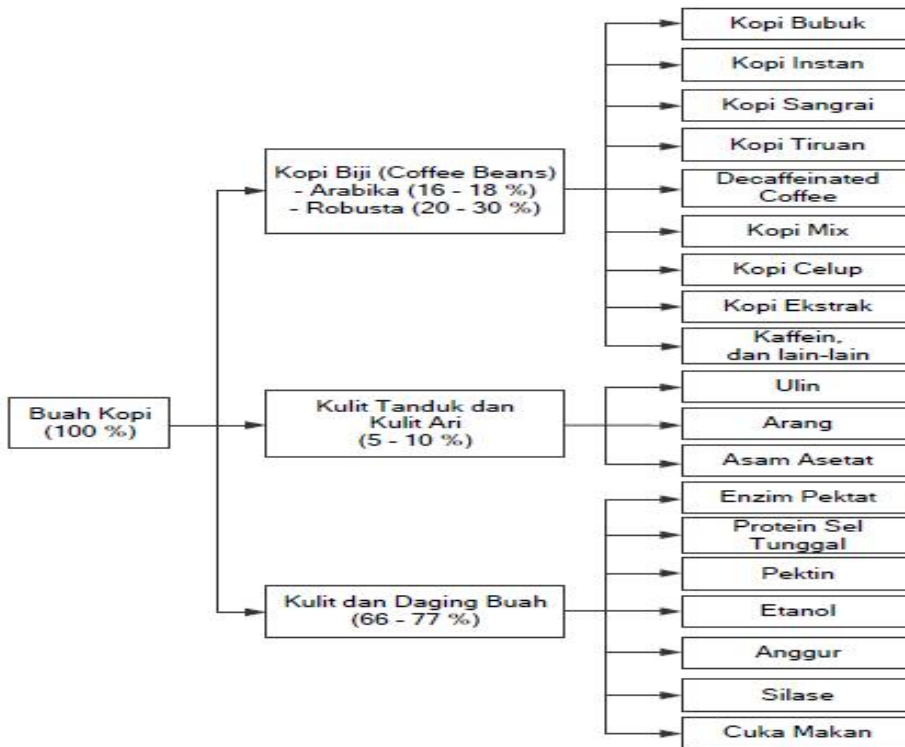 Buah Kopi
(100 %)
Kopi Biji (Coffee Beans)
- Arabika (16 - 18 %)
- Robusta (20 - 30 %)
Kopi Bubuk
Kopi Instan
Kopi Sangrai
Kopi Tiruan
Decaffeinated
Coffee
Kopi Mix
Kopi Celup
Kopi Ekstrak
Kaffein,
dan lain-lain
Kulit Tanduk dan
Kulit Ari
(5 - 10 %)
Ulin
Arang
Asam Asetat
Kulit dan Daging Buah
(66 - 77 %)
Enzim Pektat
Protein Sel
Tunggal
Pektin
Etanol
Anggur
Silase
Cuka Makan